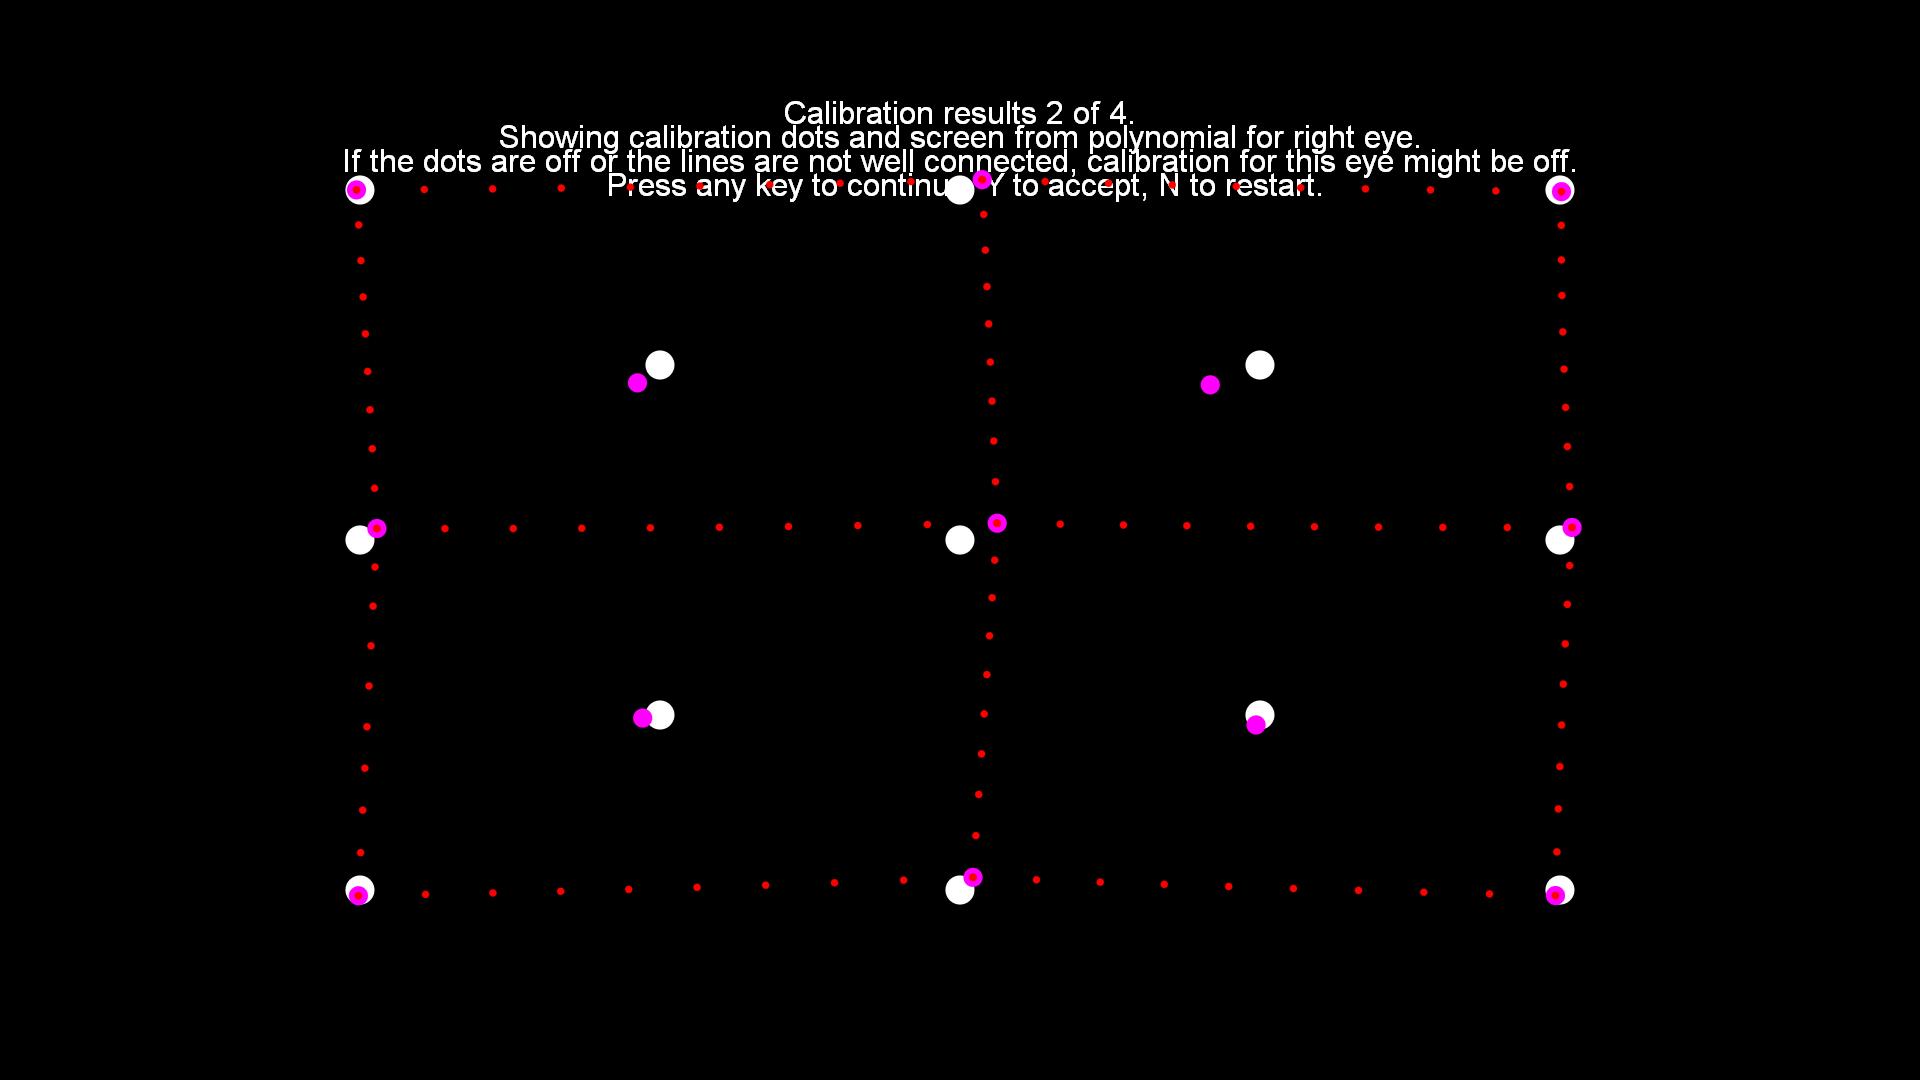 Calibration results 2 of 4.
Showing calibration dots and screen from polynomial for right eye.
If the dots are off or the lines are not well connected, calibration for this eye might be off.
Press any key to continue, Y to accept, N to restart.